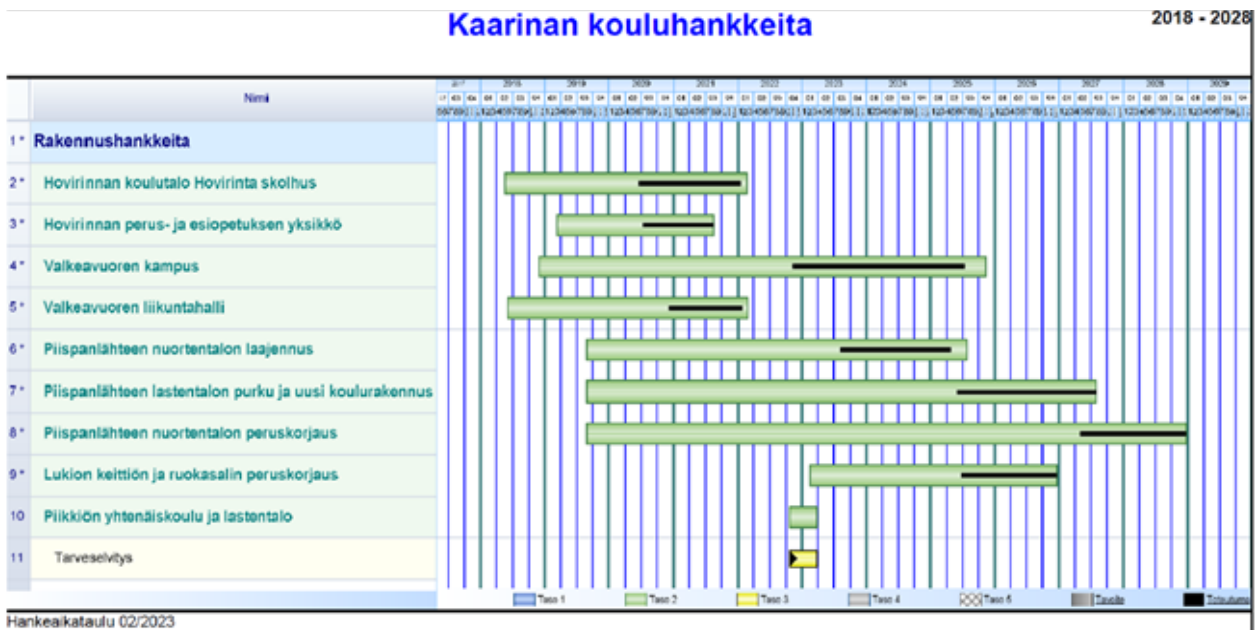 Kaarinan kouluhankkeita
2018 - 2028
Nimi
2017 2018 2019 2020 2021 2022 2023 2024 2025 2026 2027 2028 2029
1 * Rakennushankkeita
2 * Hovirinnan koulutalo Hovirinta skolhus
3 * Hovirinnan perus- ja esiopetuksen yksikkö
4 * Valkeavuoren kampus
5 * Valkeavuoren liikuntahalli
6 * Piispanlähteen nuortentalon laajennus
7 * Piispanlähteen lastentalon purku ja uusi koulurakennus
8 * Piispanlähteen nuortentalon peruskorjaus
9 * Lukion keittiön ja ruokasalin peruskorjaus
10 Piikkiön yhtenäiskoulu ja lastentalo
11 Tarveselvitys
Taso 1 Taso 2 Taso 3 Taso 4 Taso 5 Tavoite Toteutuma
Hankeaikataulu 02/2023